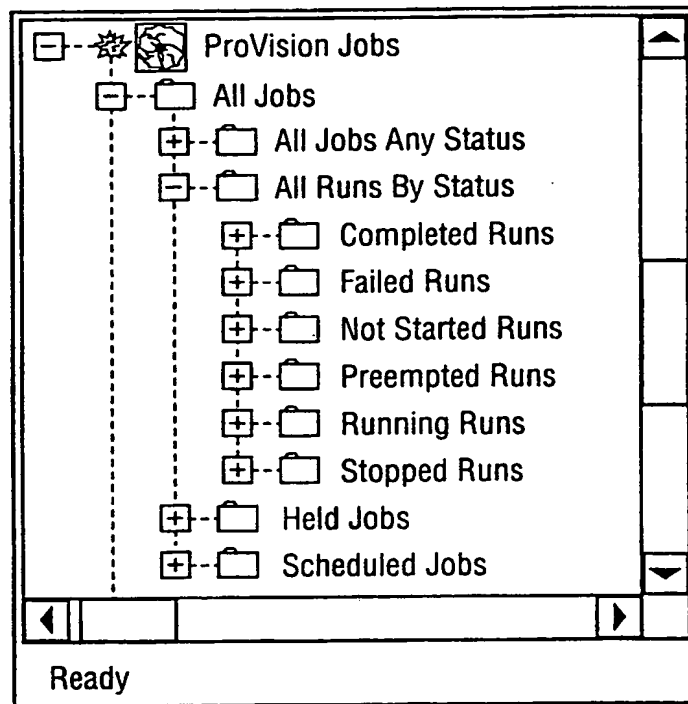 ProVision Jobs
All Jobs
All Jobs Any Status
All Runs By Status
Completed Runs
Failed Runs
Not Started Runs
Preempted Runs
Running Runs
Stopped Runs
Held Jobs
Scheduled Jobs
Ready